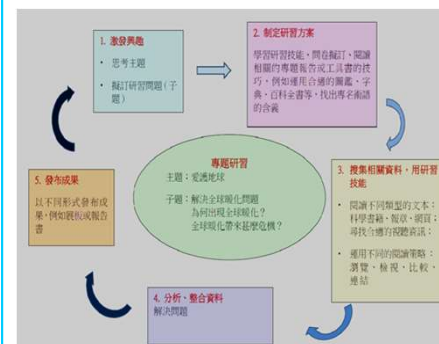 1. 激發興趣
• 思考主題
• 擬訂研習問題(子
題)
2. 制定研習方案
學習研習技能,問卷擬訂,閱讀
相關的專題報告或工具書的技
巧,例如運用合適的圖鑑、字
典、百科全書等,找出專名術語
的含義
3. 搜集相關資料,用研習
技能
• 閱讀不同類型的文本:
科學書籍、報章、網頁;
尋找合適的視聽資訊;
• 運用不同的閱讀策略:
瀏覽、檢視、比較、
連結
4. 分析、整合資料
解決問題
5. 發布成果
以不同形式發布成
果,例如展板或報告
書
專題研習
主題:愛護地球
子題:解決全球暖化問題
為何出現全球暖化?
全球暖化帶來甚麼危機?